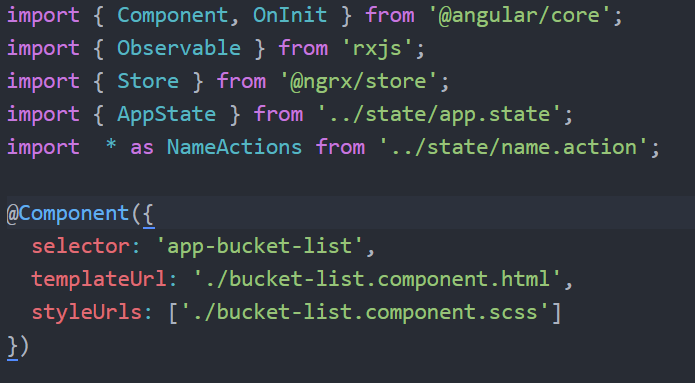 import { Component, OnInit } from '@angular/core';
import { Observable } from 'rxjs';
import { Store } from '@ngrx/store';
import { AppState } from '../state/app.state';
import  * as NameActions from '../state/name.action';
@Component({
  selector: 'app-bucket-list',
  templateUrl: './bucket-list.component.html',
  styleUrls: ['./bucket-list.component.scss']
})